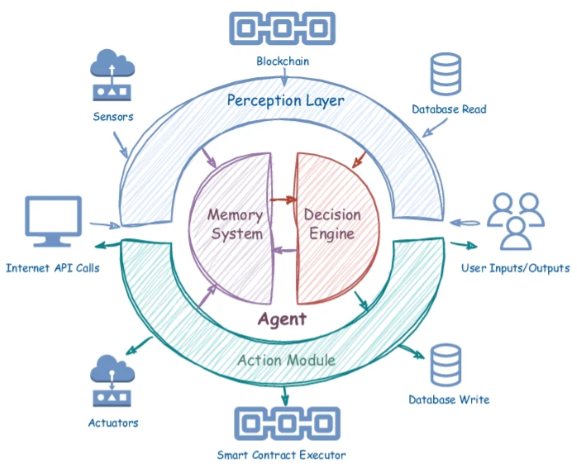 Blockchain
Perception Layer
Sensors
Database Read
Memory
System
Decision
Engine
Internet API Calls
User Inputs/Outputs
Agent
Action Module
Actuators
Database Write
Smart Contract Executor